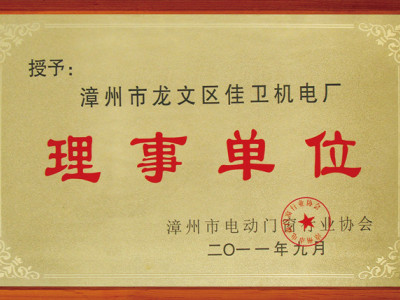 授予：
漳州市龙文区佳卫机电厂
理事单位
漳州市电动门窗行业协会
二〇一一年九月